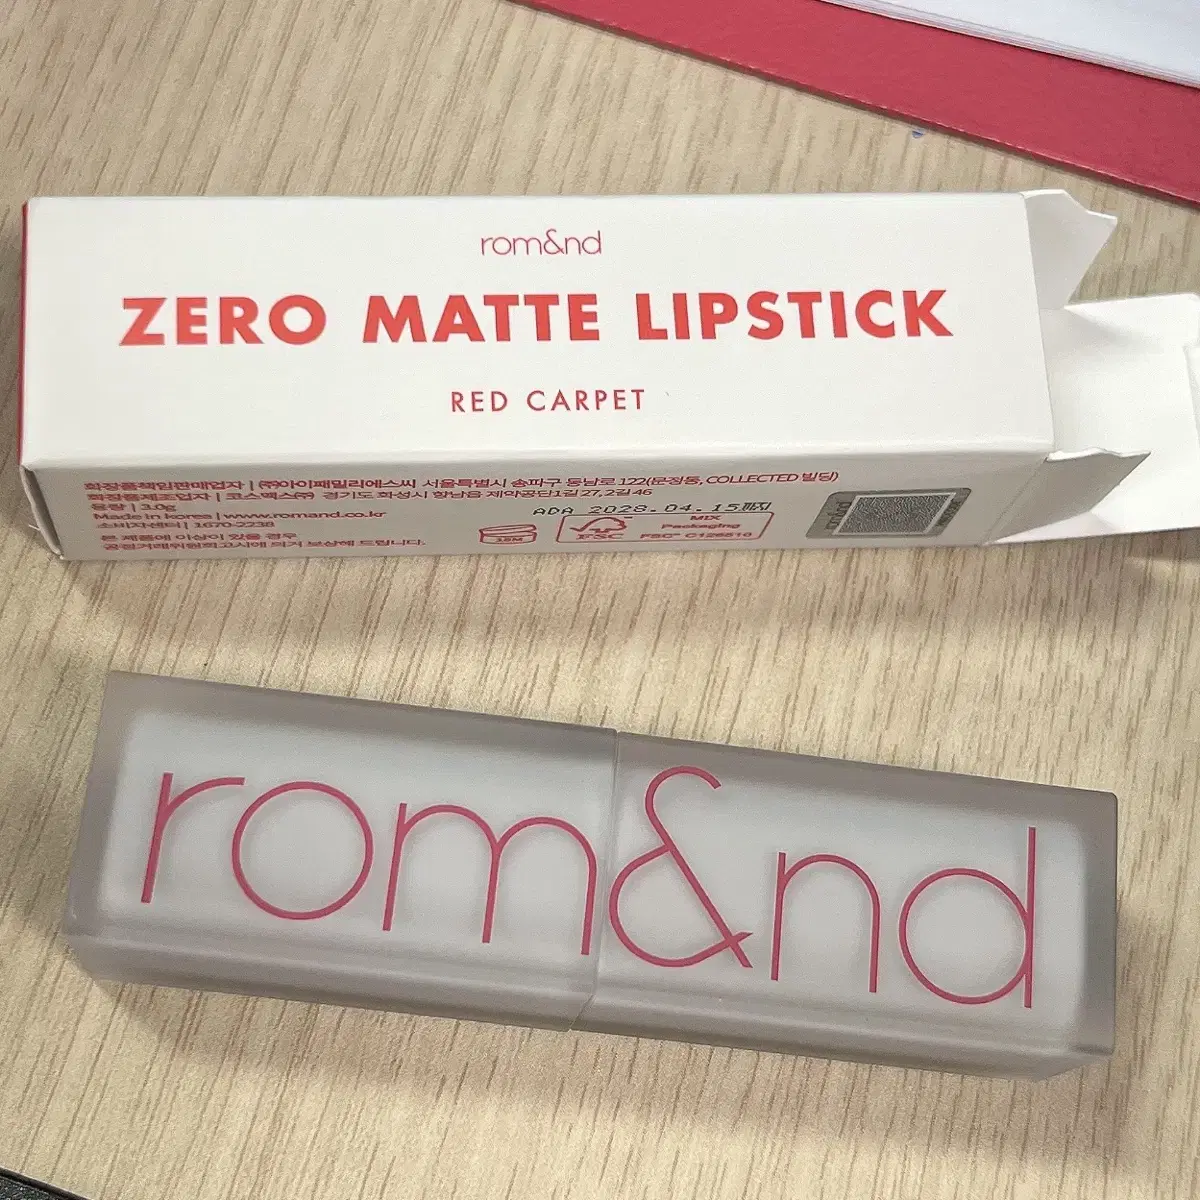 rom&nd
ZERO MATTE LIPSTICK
RED CARPET
화장품책임판매업자 | ㈜아이패밀리에스씨 서울특별시 송파구 동남로 122(문정동, COLLECTED 빌딩)
화장품제조업자 | 코스맥스㈜ 경기도 화성시 향남읍 제약공단1길 27, 2길 46
용량 | 3.0g
Made in Korea | www.romand.co.kr
소비자센터 | 1670-2238
본 제품에 이상이 있을 경우
공정거래위원회 고시에 의거 보상해 드립니다.
ADA 2028.04.15까지
18M
FSC
MIX
Packaging
FSC® C126610
rom&nd